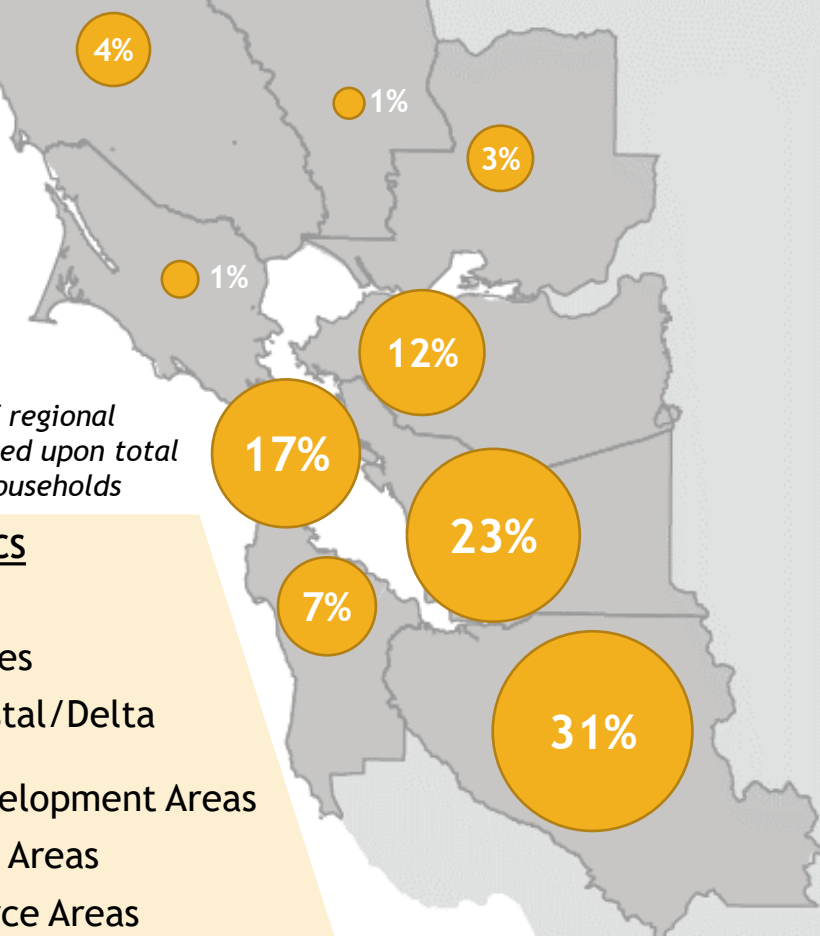 4%
1%
3%
1%
12%
regional
ed upon total
ouseholds
17%
23%
7%
31%
cs
es
tal/Delta
elopment Areas
Areas
ce Areas